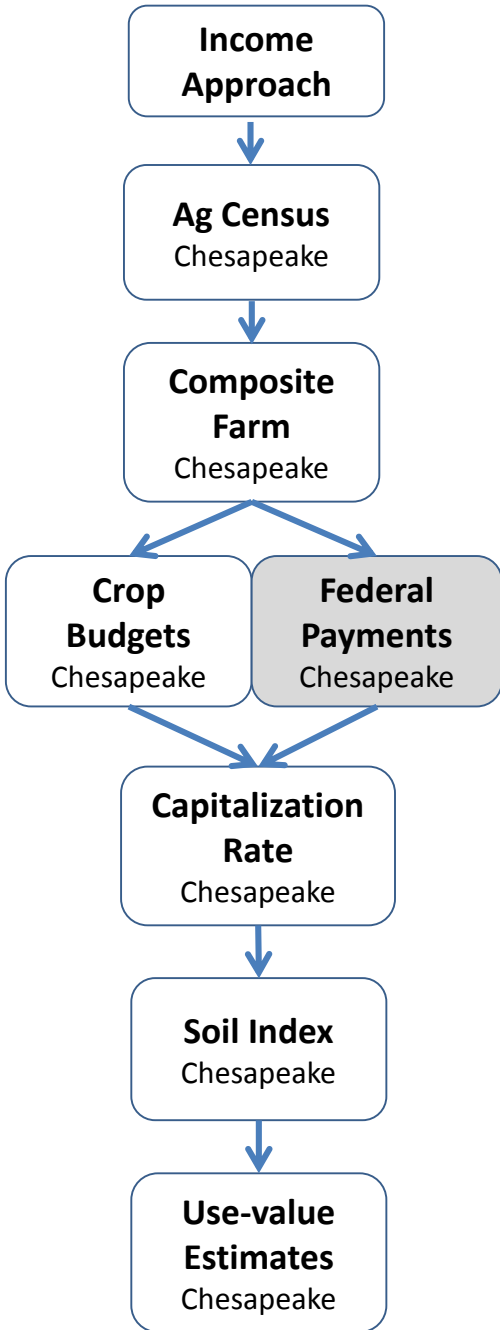 Income
Approach
Ag Census
Chesapeake
Composite
Farm
Chesapeake
Crop
Budgets
Chesapeake
Federal
Payments
Chesapeake
Capitalization
Rate
Chesapeake
Soil Index
Chesapeake
Use-value
Estimates
Chesapeake